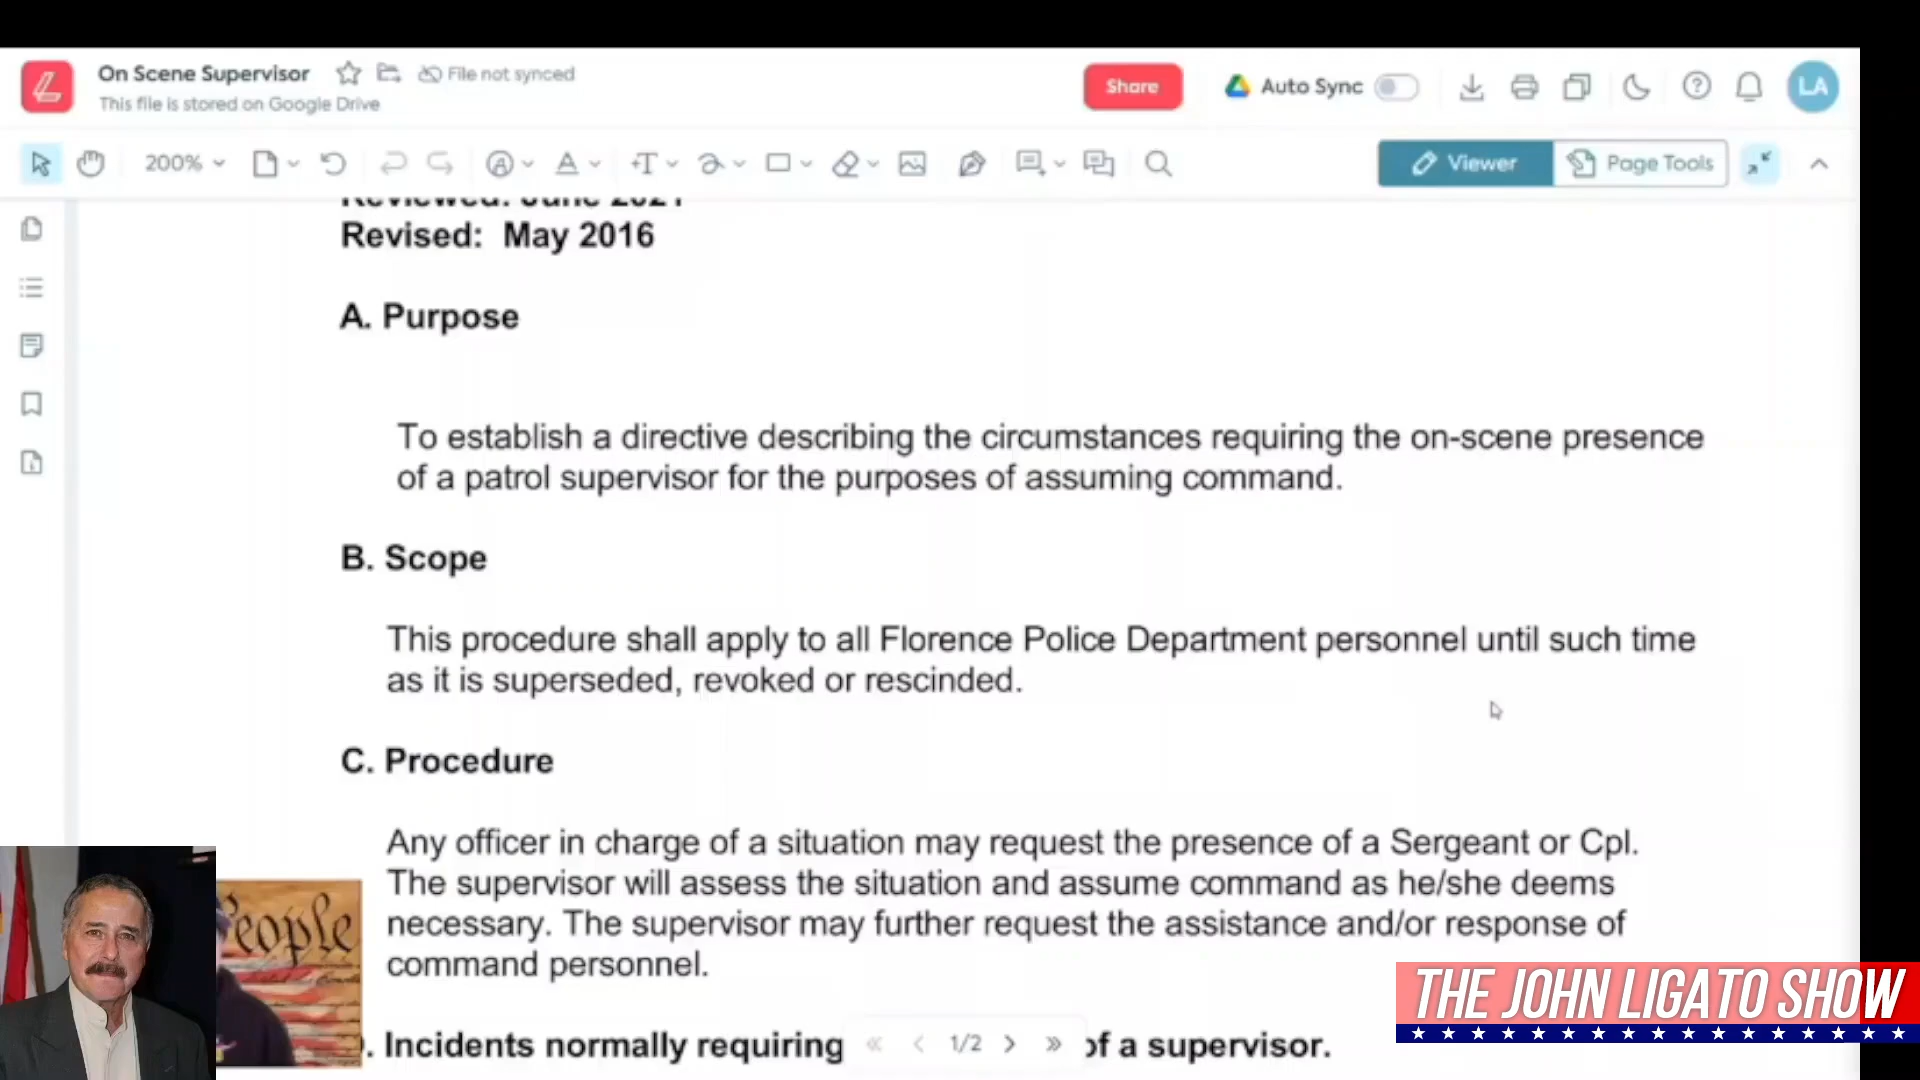 On Scene Supervisor
File not synced
This file is stored on Google Drive
Share
Auto Sync
LA
200%
Viewer
Page Tools
Reviewed: June 2021
Revised: May 2016
A. Purpose
To establish a directive describing the circumstances requiring the on-scene presence
of a patrol supervisor for the purposes of assuming command.
B. Scope
This procedure shall apply to all Florence Police Department personnel until such time
as it is superseded, revoked or rescinded.
C. Procedure
Any officer in charge of a situation may request the presence of a Sergeant or Cpl.
The supervisor will assess the situation and assume command as he/she deems
necessary. The supervisor may further request the assistance and/or response of
command personnel.
Incidents normally requiring
1/2
of a supervisor.
People
THE JOHN LIGATO SHOW